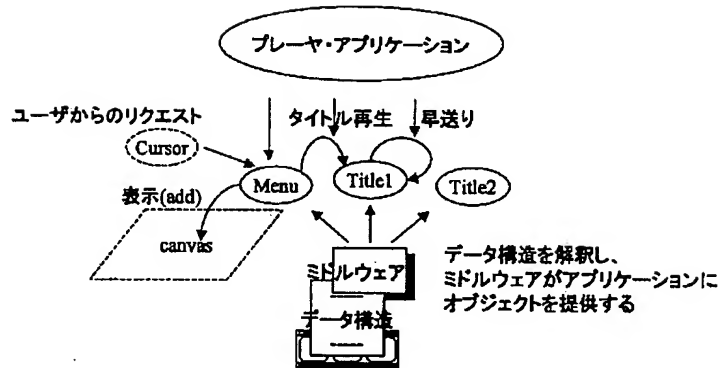 プレーヤ・アプリケーション
ユーザからのリクエスト
タイトル再生
早送り
Cursor
Menu
Title1
Title2
表示(add)
canvas
ミドルウェア
データ構造を解釈し、
ミドルウェアがアプリケーションに
オブジェクトを提供する
データ構造